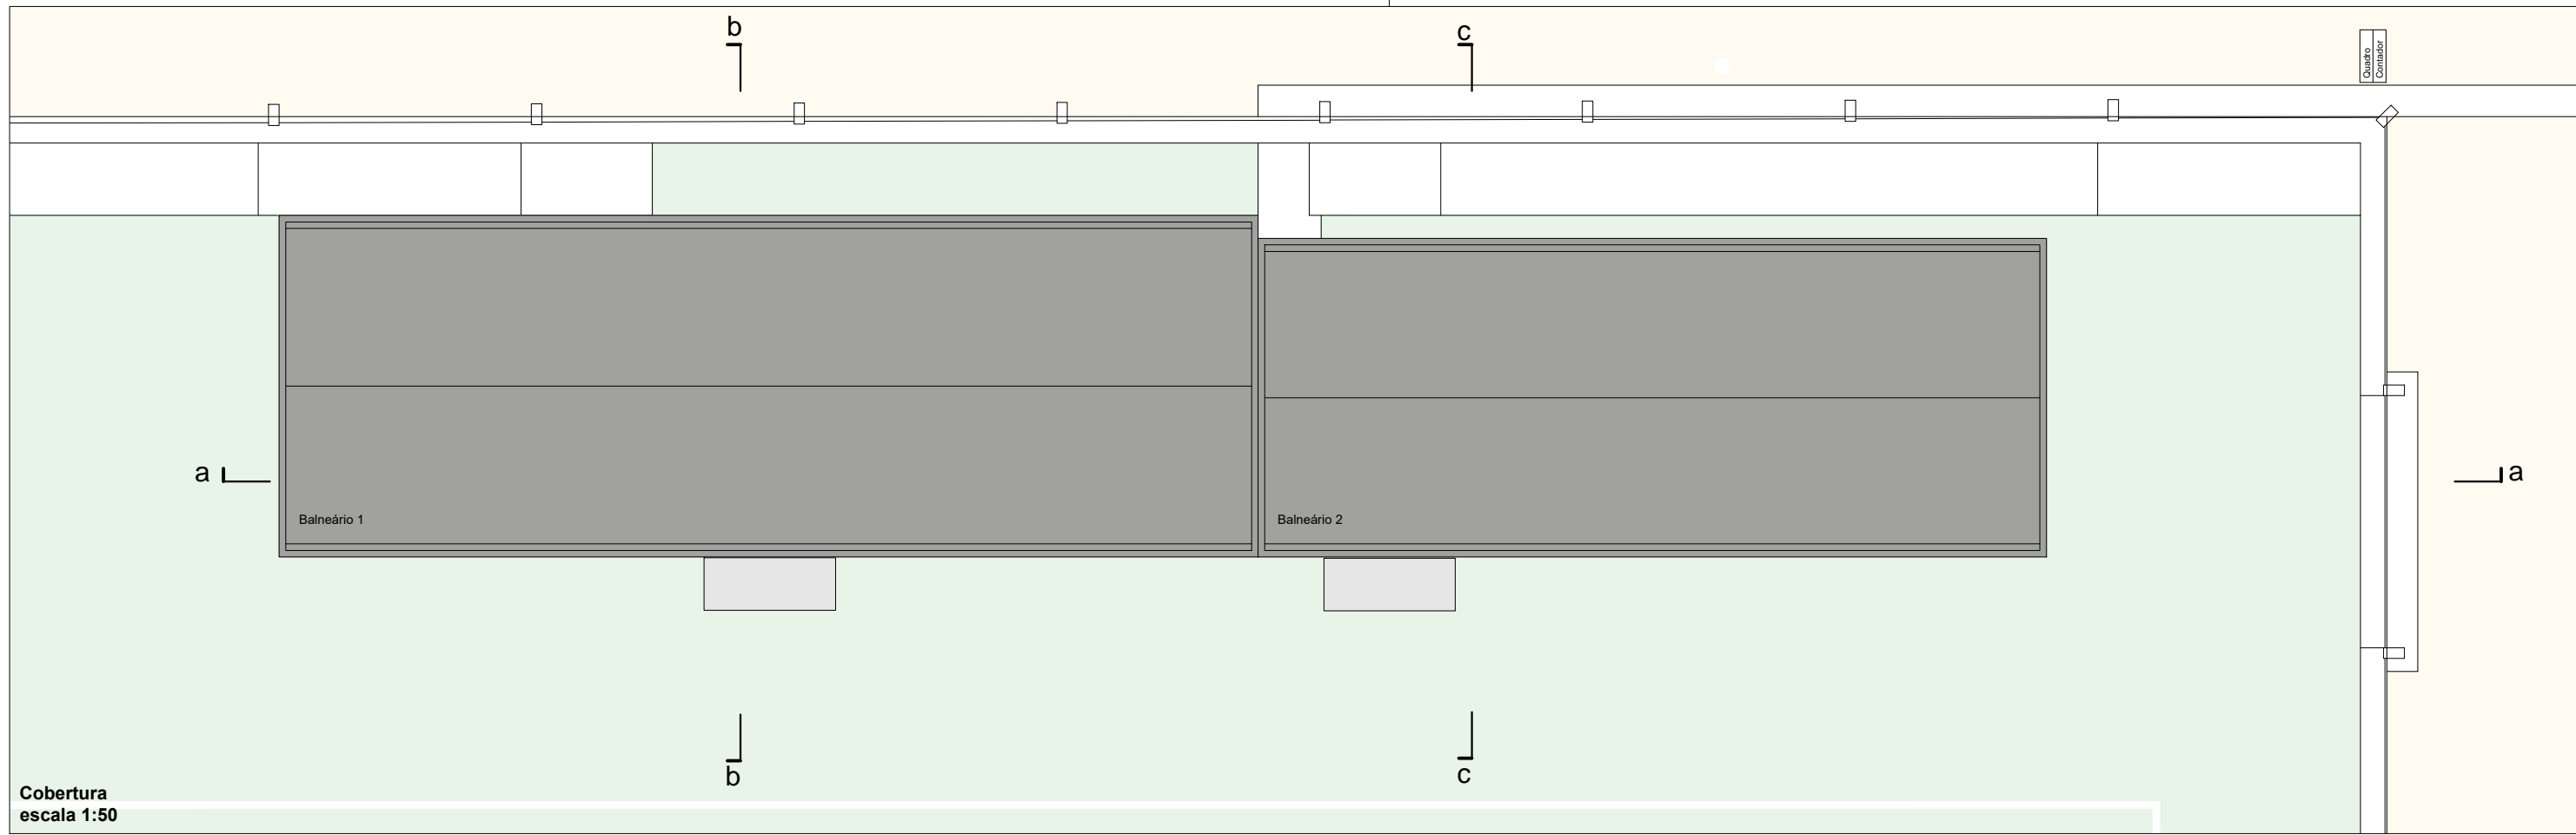 b
c
Quadro
Contador
a
a
Balneário 1
Balneário 2
b
c
Cobertura
escala 1:50